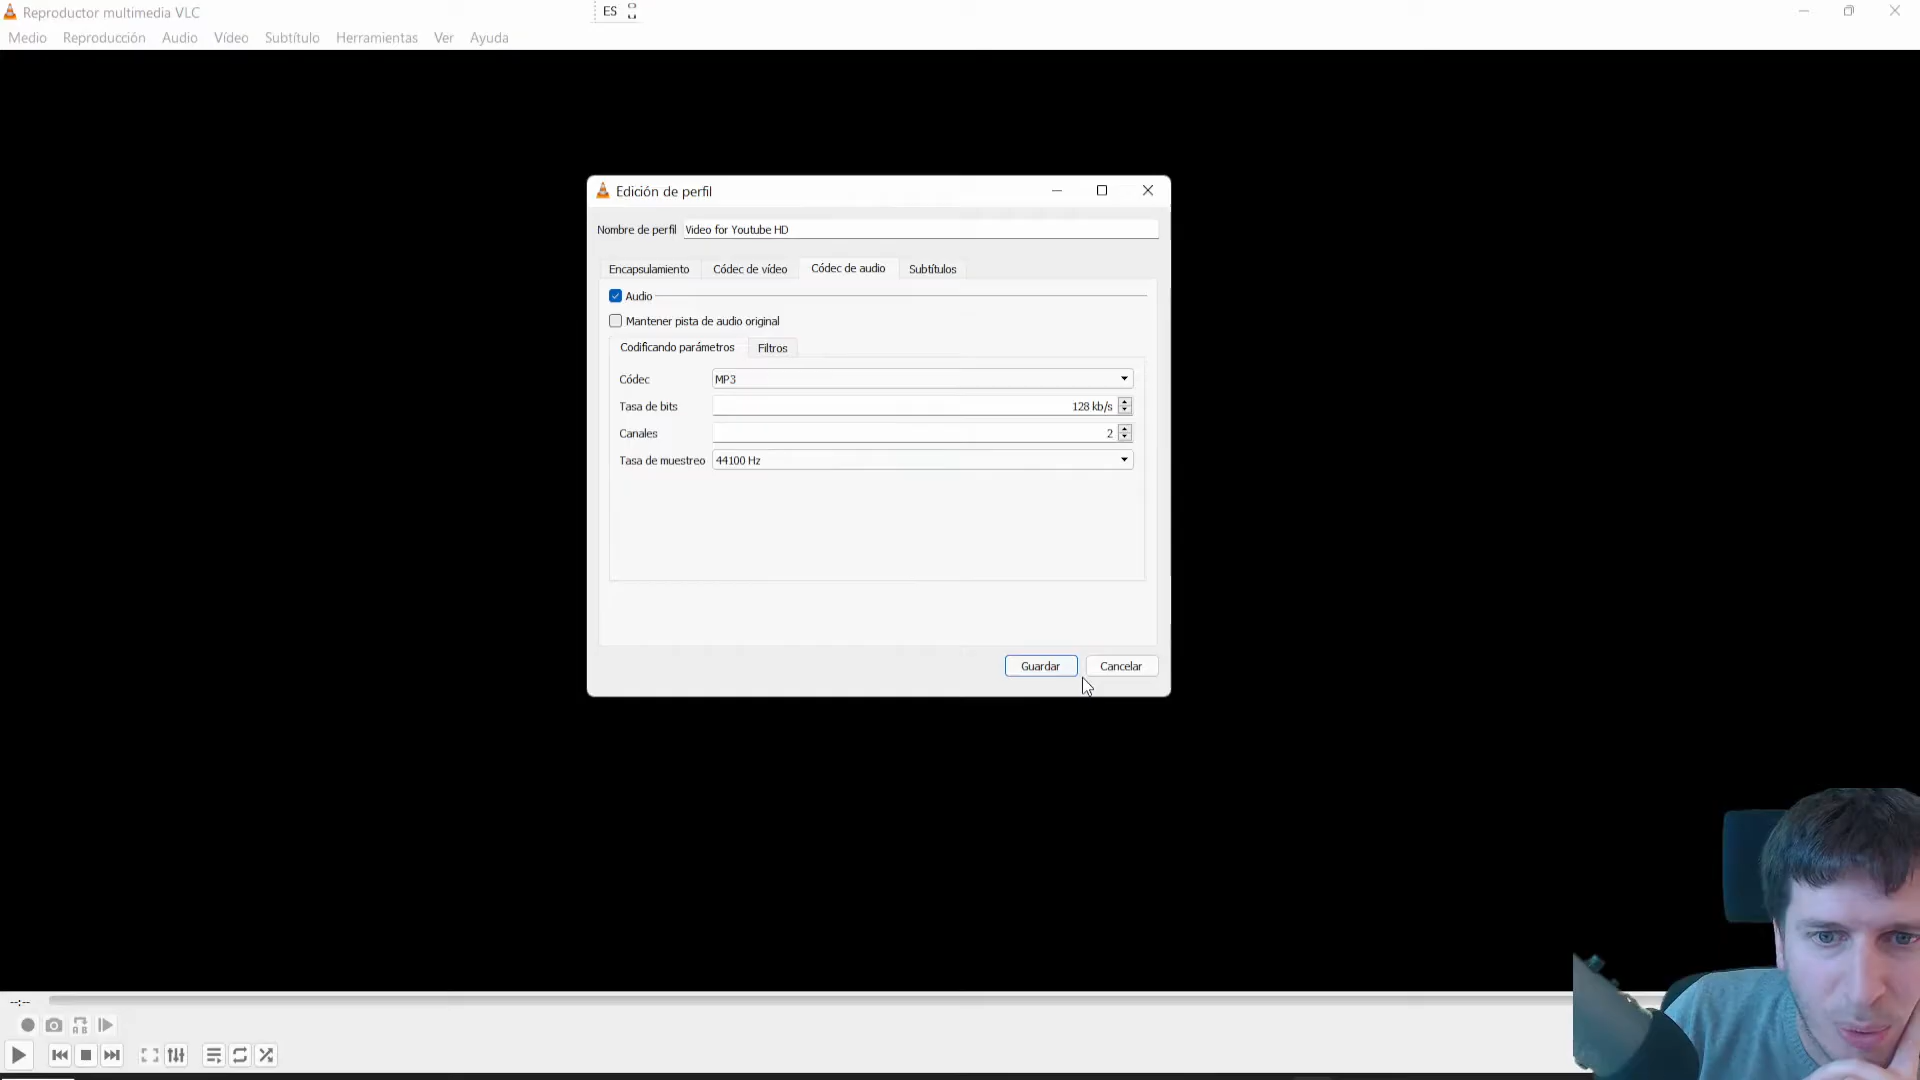 Reproductor multimedia VLC
ES
Medio Reproducción Audio Vídeo Subtítulo Herramientas Ver Ayuda
Edición de perfil
Nombre de perfil Video for Youtube HD
Encapsulamiento Códec de vídeo Códec de audio Subtítulos
Audio
Mantener pista de audio original
Codificando parámetros Filtros
Códec MP3
Tasa de bits 128 kb/s
Canales 2
Tasa de muestreo 44100 Hz
Guardar Cancelar
--:--